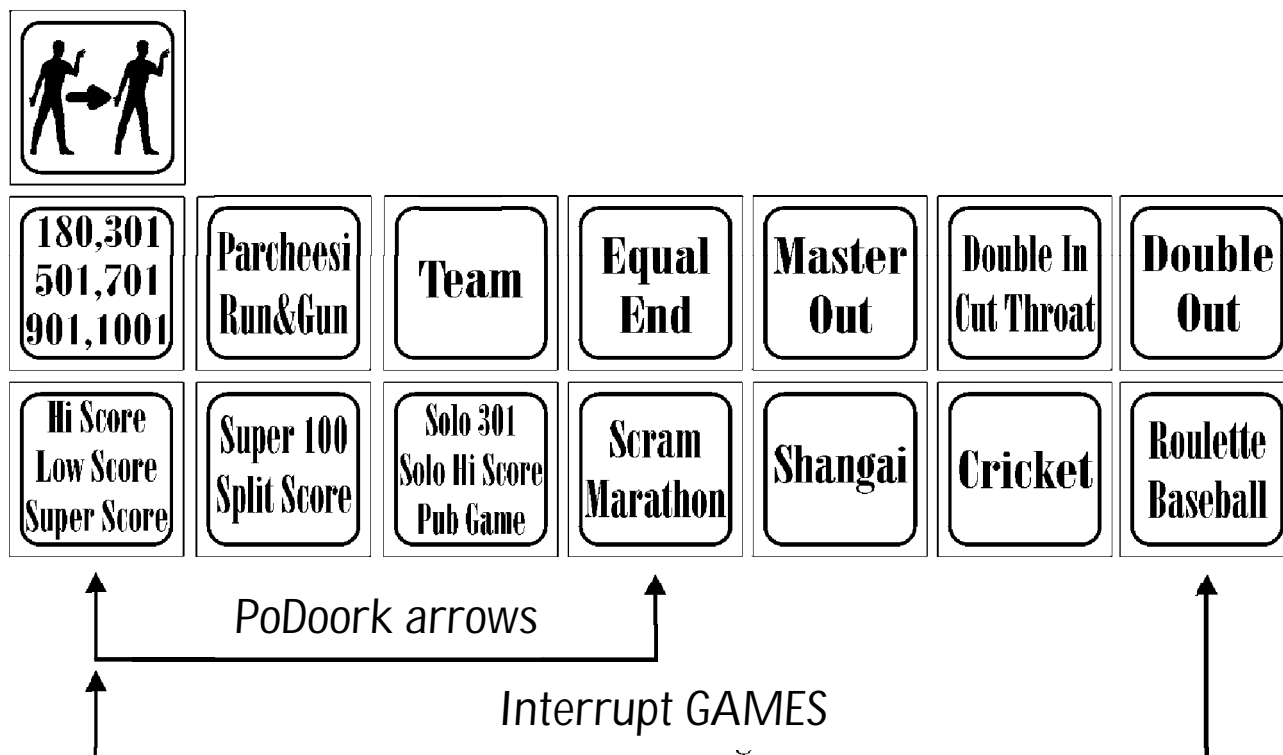 180,301
501,701
901,1001
Parcheesi
Run&Gun
Team
Equal
End
Master
Out
Double In
Cut Throat
Double
Out
Hi Score
Low Score
Super Score
Super 100
Split Score
Solo 301
Solo Hi Score
Pub Game
Scram
Marathon
Shangai
Cricket
Roulette
Baseball
PoDoork arrows
Interrupt GAMES